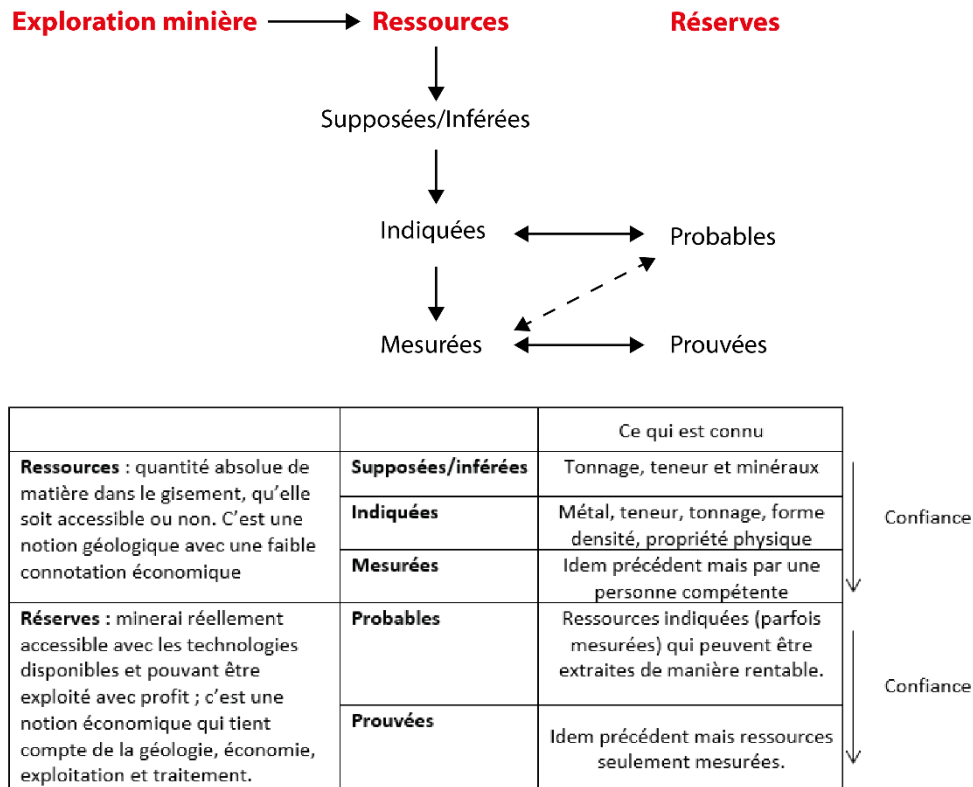 Exploration minière Ressources Réserves
Supposées/Inférées
Indiquées Probables
Mesurées Prouvées
Ce qui est connu
Ressources : quantité absolue de
matière dans le gisement, qu'elle
soit accessible ou non. C'est une
notion géologique avec une faible
connotation économique
Supposées/inférées
Tonnage, teneur et minéraux
Indiquées
Métal, teneur, tonnage, forme
densité, propriété physique
Mesurées
Idem précédent mais par une
personne compétente
Confiance
Réserves : minerai réellement
accessible avec les technologies
disponibles et pouvant être
exploité avec profit ; c'est une
notion économique qui tient
compte de la géologie, économie,
exploitation et traitement.
Probables
Ressources indiquées (parfois
mesurées) qui peuvent être
extraites de manière rentable.
Prouvées
Idem précédent mais ressources
seulement mesurées.
Confiance